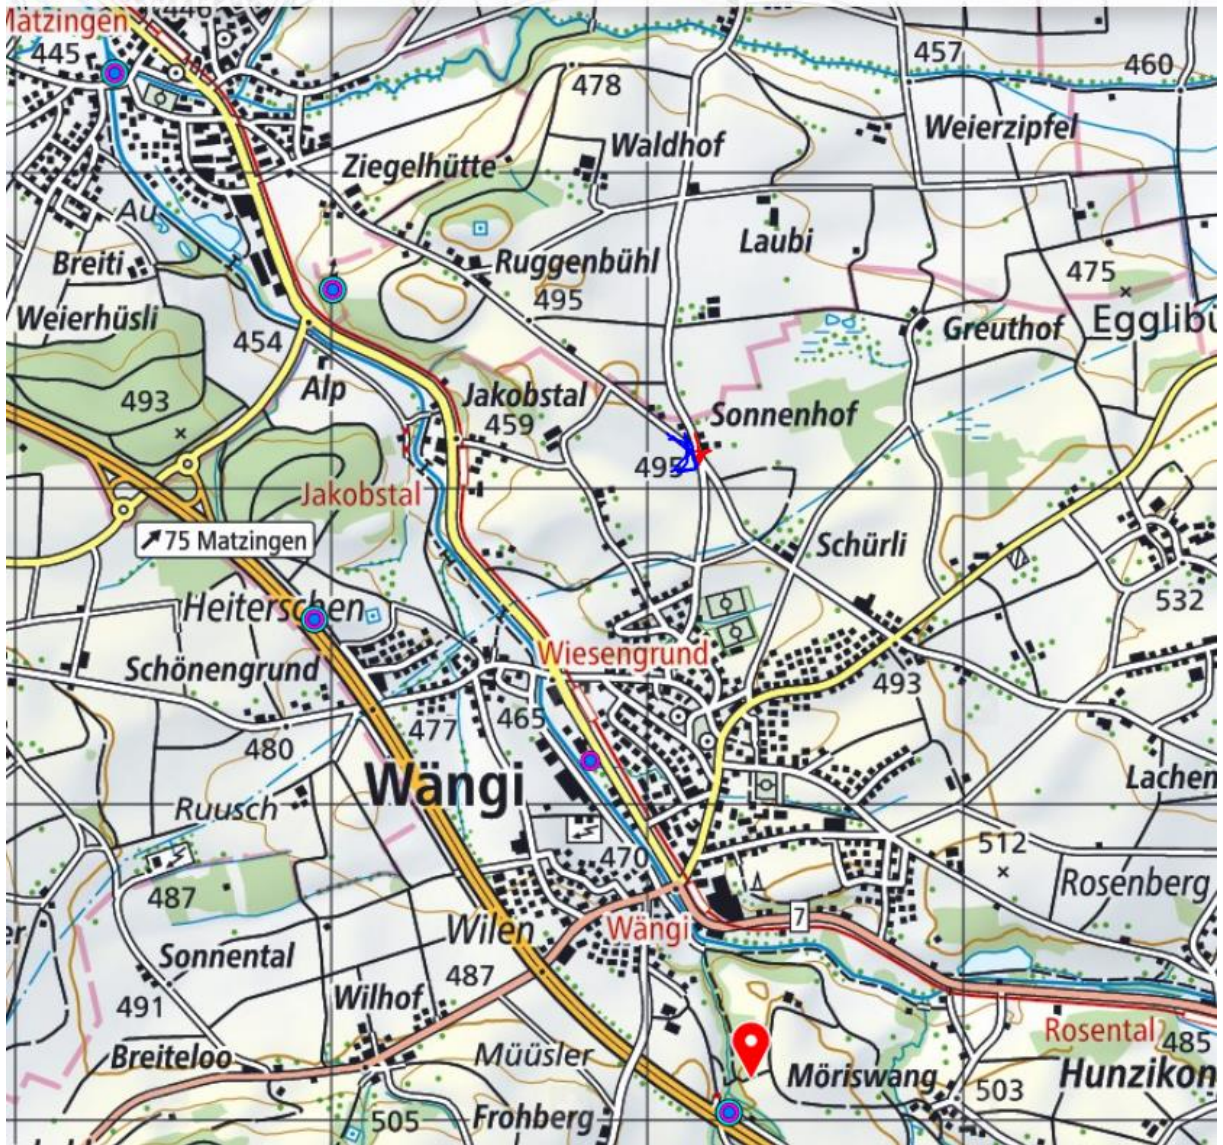 Matzingen
446
445
478
457
460
Waldhof
Weierzipfel
Ziegelhütte
Au
Laubi
Breiti
Ruggenbühl
475
Weierhüsli
495
Greuthof
454
Alp
Jakobstal
493
459
Sonnenhof
495
Jakobstal
75 Matzingen
Schürli
Heiterschen
532
Schönengrund
Wiesengrund
493
477
465
480
Wängi
Lachen
Ruusch
470
512
487
Rosenberg
Wilen
Wängi
7
Sonnental
487
491
Wilhof
Rosental
485
Breiteloo
Müüsler
Möriswang
Hunzikon
503
505
Frohberg